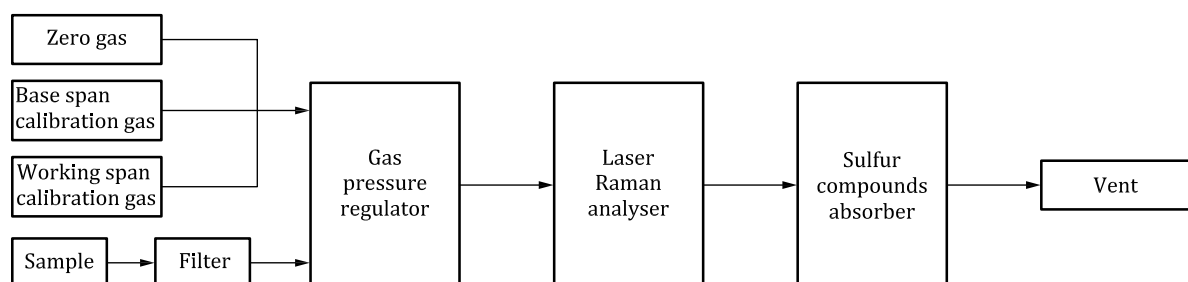 Zero gas
Base span
calibration gas
Working span
calibration gas
Sample
Filter
Gas
pressure
regulator
Laser
Raman
analyser
Sulfur
compounds
absorber
Vent